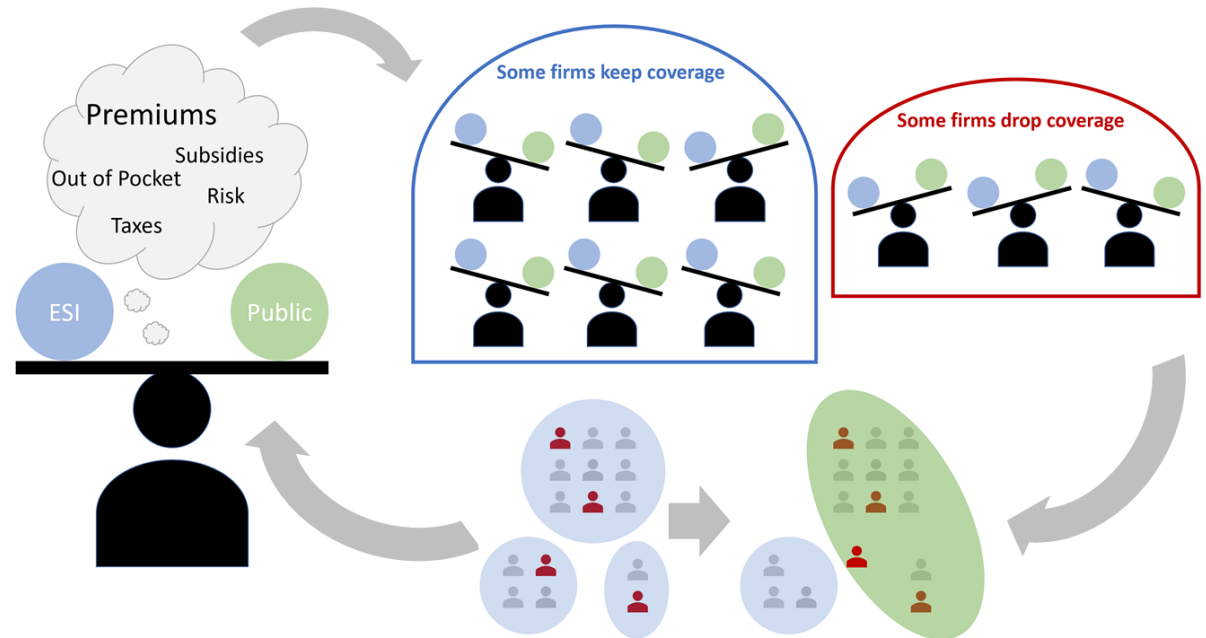 Premiums
Subsidies
Out of Pocket
Risk
Taxes
ESI
Public
Some firms keep coverage
Some firms drop coverage